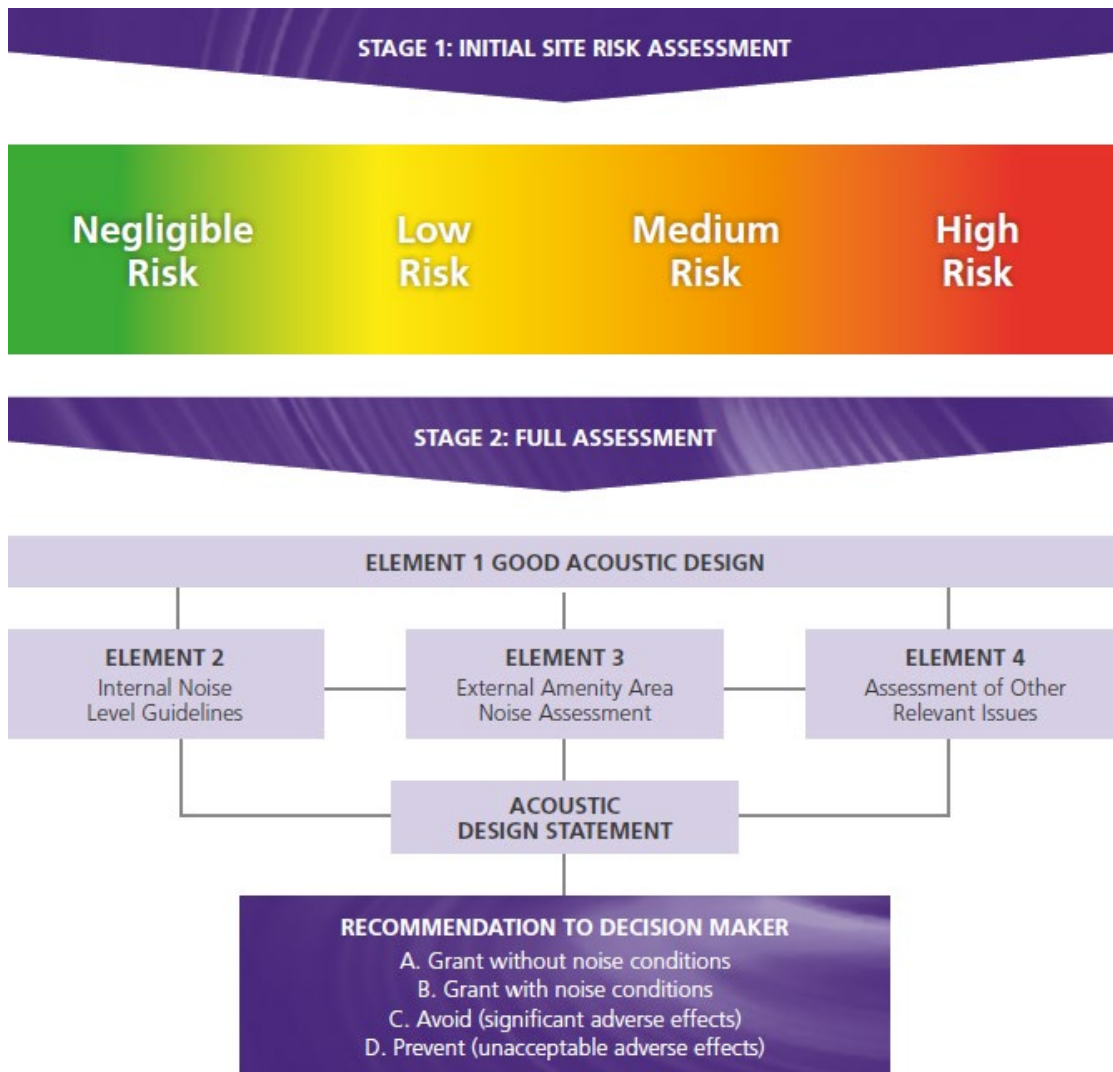 STAGE 1: INITIAL SITE RISK ASSESSMENT
Negligible
Risk
Low
Risk
Medium
Risk
High
Risk
STAGE 2: FULL ASSESSMENT
ELEMENT 1 GOOD ACOUSTIC DESIGN
ELEMENT 2
Internal Noise
Level Guidelines
ELEMENT 3
External Amenity Area
Noise Assessment
ELEMENT 4
Assessment of Other
Relevant Issues
ACOUSTIC
DESIGN STATEMENT
RECOMMENDATION TO DECISION MAKER
A. Grant without noise conditions
B. Grant with noise conditions
C. Avoid (significant adverse effects)
D. Prevent (unacceptable adverse effects)